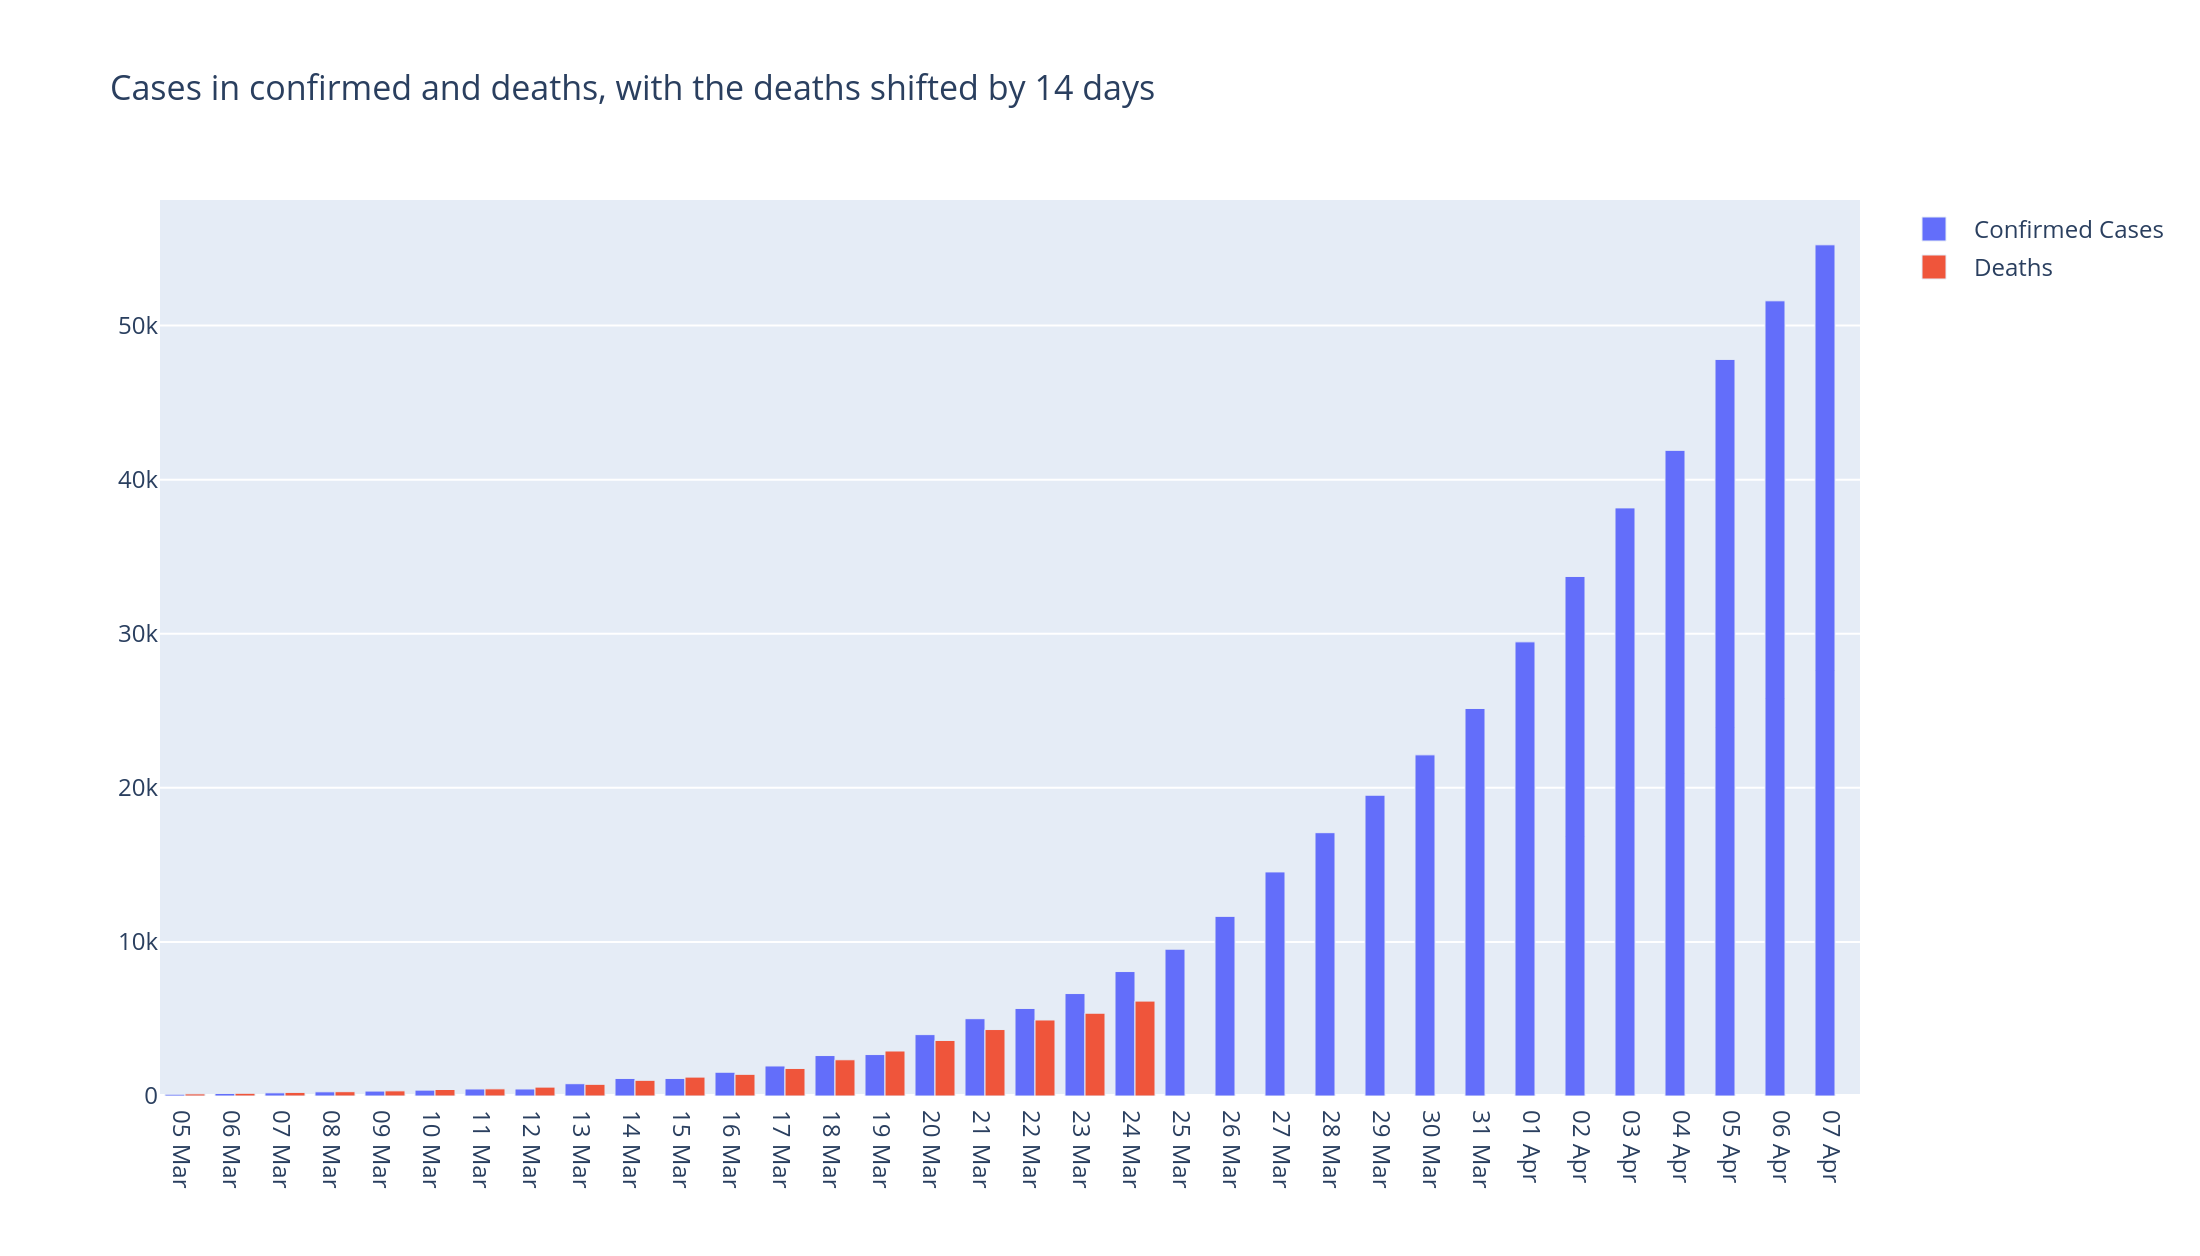 Cases in confirmed and deaths, with the deaths shifted by 14 days
Confirmed Cases
Deaths
50k
40k
30k
20k
10k
0
05 Mar
06 Mar
07 Mar
08 Mar
09 Mar
10 Mar
11 Mar
12 Mar
13 Mar
14 Mar
15 Mar
16 Mar
17 Mar
18 Mar
19 Mar
20 Mar
21 Mar
22 Mar
23 Mar
24 Mar
25 Mar
26 Mar
27 Mar
28 Mar
29 Mar
30 Mar
31 Mar
01 Apr
02 Apr
03 Apr
04 Apr
05 Apr
06 Apr
07 Apr